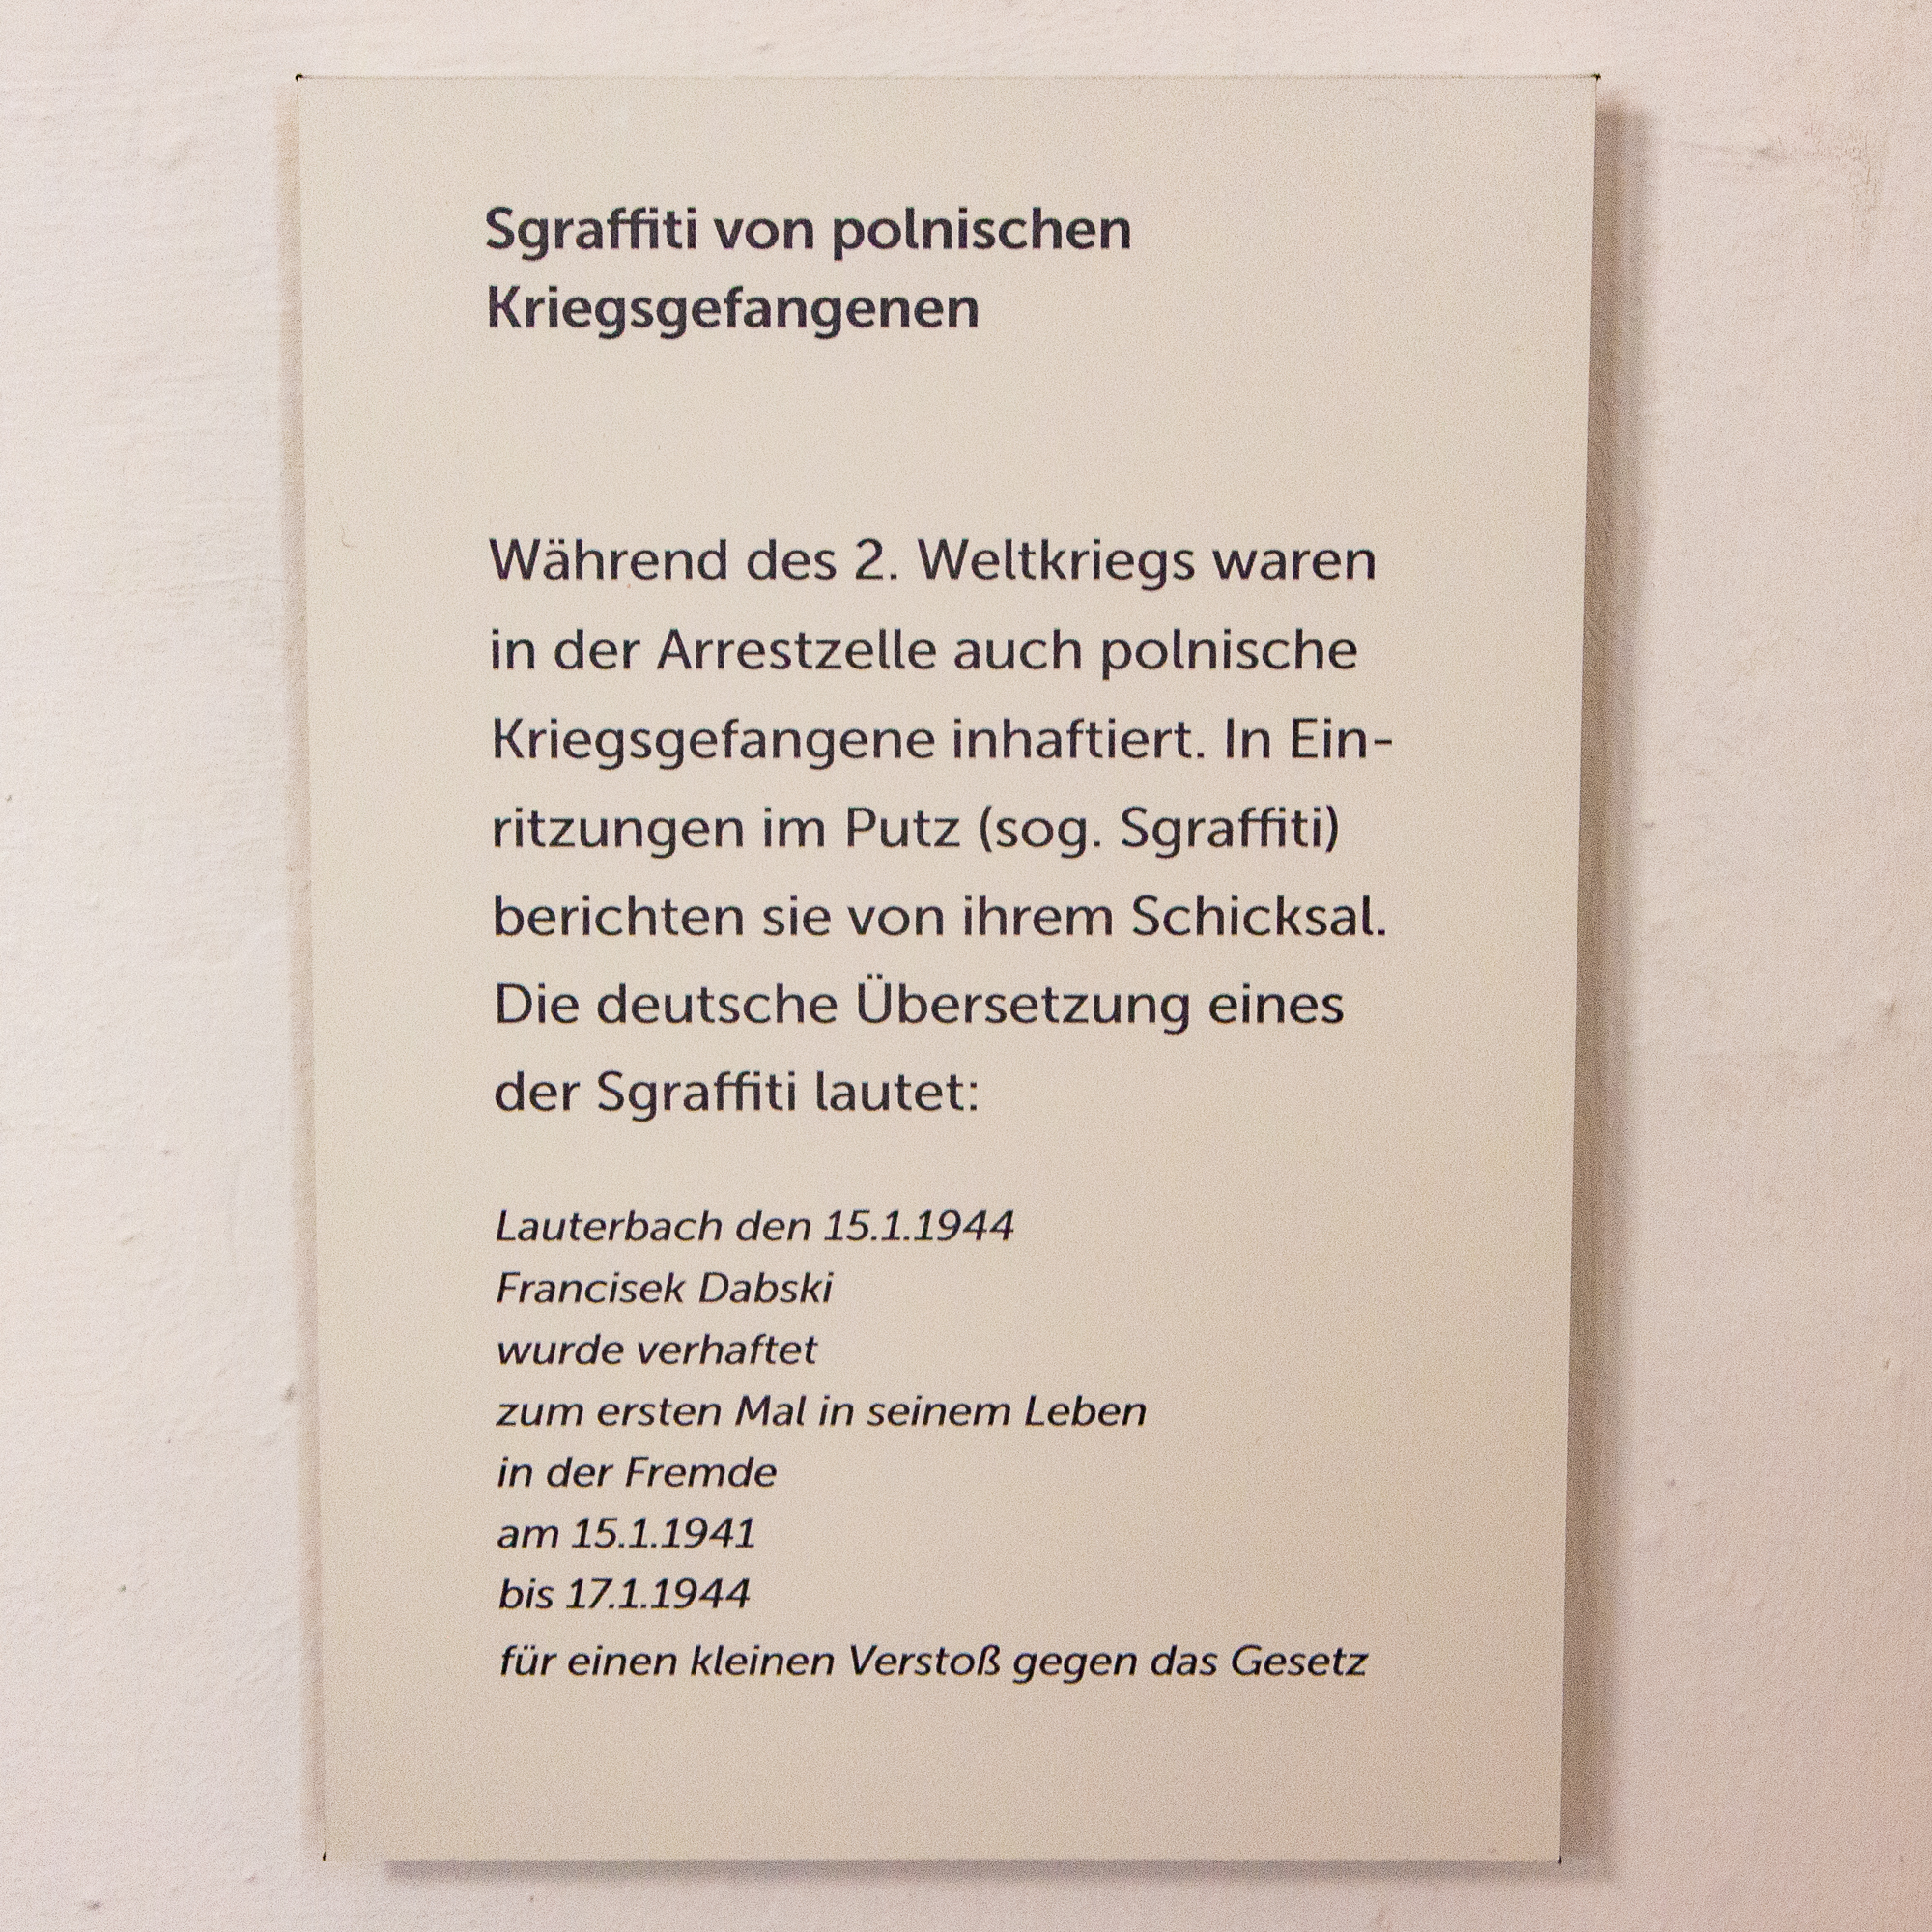 Sgraffiti von polnischen
Kriegsgefangenen
Während des 2. Weltkriegs waren
in der Arrestzelle auch polnische
Kriegsgefangene inhaftiert. In Ein-
ritzungen im Putz (sog. Sgraffiti)
berichten sie von ihrem Schicksal.
Die deutsche Übersetzung eines
der Sgraffiti lautet:
Lauterbach den 15.1.1944
Francisek Dabski
wurde verhaftet
zum ersten Mal in seinem Leben
in der Fremde
am 15.1.1941
bis 17.1.1944
für einen kleinen Verstoß gegen das Gesetz